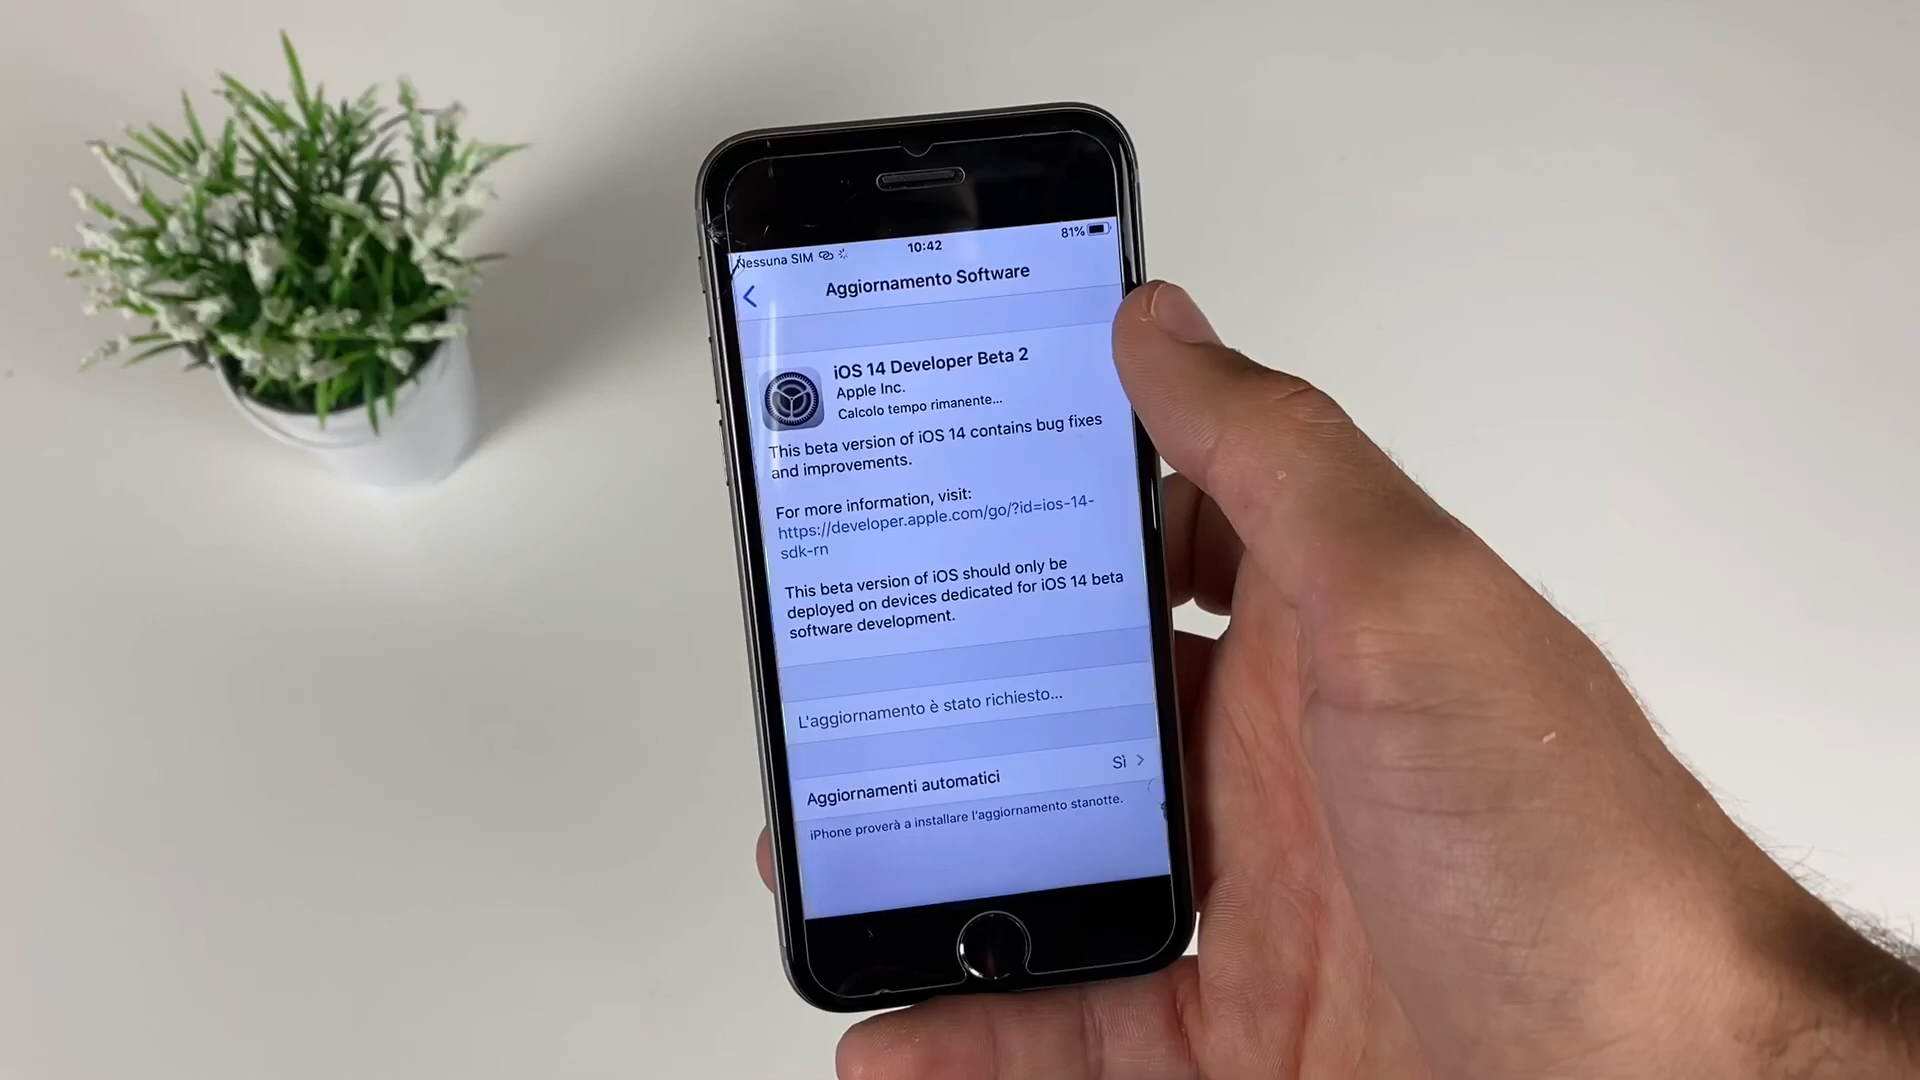 Nessuna SIM 10:42 81%
Aggiornamento Software
iOS 14 Developer Beta 2
Apple Inc.
Calcolo tempo rimanente...
This beta version of iOS 14 contains bug fixes
and improvements.
For more information, visit:
https://developer.apple.com/go/?id=ios-14-
sdk-rn
This beta version of iOS should only be
deployed on devices dedicated for iOS 14 beta
software development.
L'aggiornamento è stato richiesto...
Aggiornamenti automatici Sì
iPhone proverà a installare l'aggiornamento stanotte.